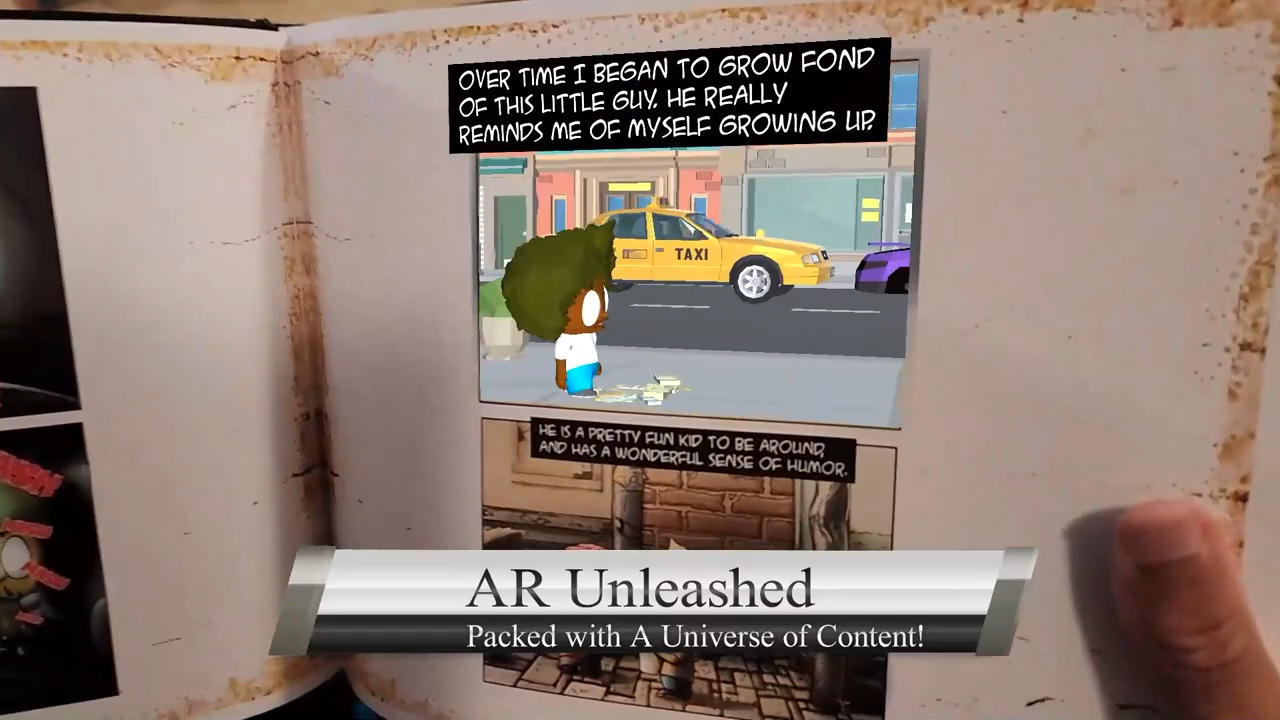 OVER TIME I BEGAN TO GROW FOND
OF THIS LITTLE GUY. HE REALLY
REMINDS ME OF MYSELF GROWING UP.
TAXI
HE IS A PRETTY FUN KID TO BE AROUND,
AND HAS A WONDERFUL SENSE OF HUMOR.
AR Unleashed
Packed with A Universe of Content!